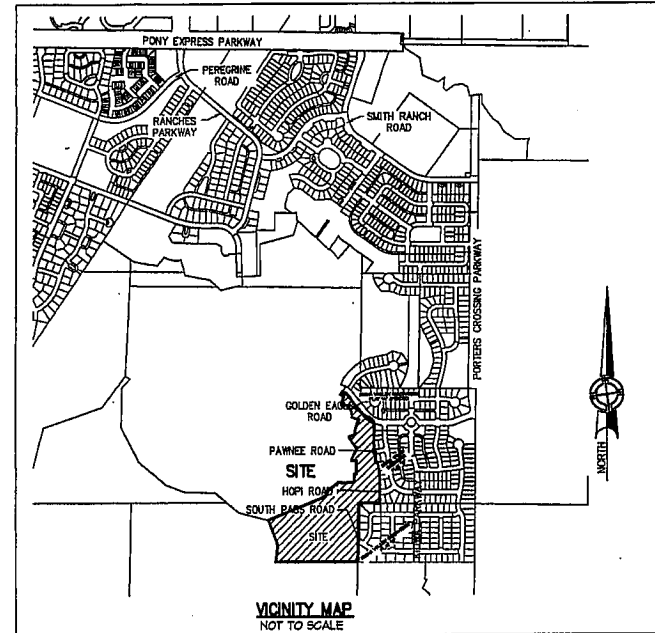 PONY EXPRESS PARKWAY
PEREGRINE
ROAD
RANCHES
PARKWAY
SMITH RANCH
ROAD
PORTERS CROSSING PARKWAY
GOLDEN EAGLE
ROAD
PAWNEE ROAD
SITE
HOPI ROAD
SOUTH PASS ROAD
SITE
PARKWAY
NORTH
VICINITY MAP
NOT TO SCALE